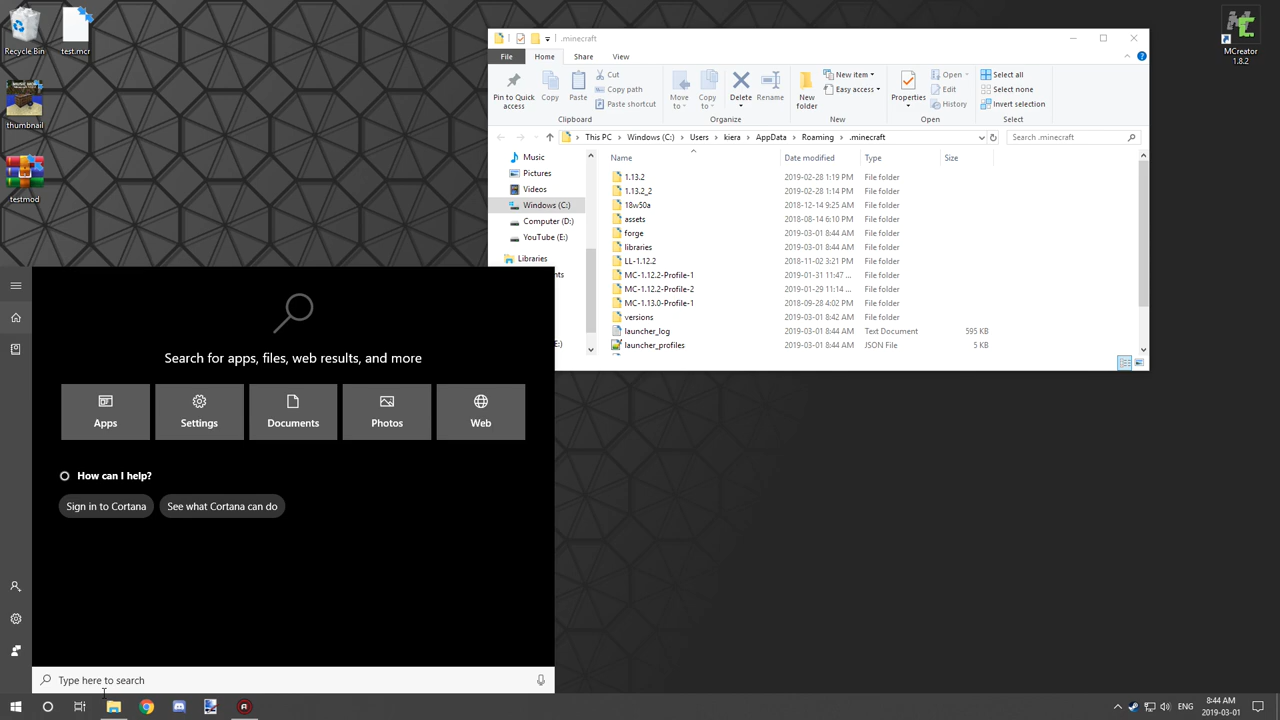 Recycle Bin
test.mcr
thumbnail
testmod
MCreator
1.8.2
.minecraft
File
Home
Share
View
Pin to Quick
access
Copy
Paste
Cut
Copy path
Paste shortcut
Clipboard
Move
to
Copy
to
Delete
Rename
Organize
New
folder
New item
Easy access
New
Properties
Open
Edit
History
Open
Select all
Select none
Invert selection
Select
This PC > Windows (C:) > Users > kiera > AppData > Roaming > .minecraft
Search .minecraft
Music
Pictures
Videos
Windows (C:)
Computer (D:)
YouTube (E:)
Libraries
nts
E:)
Name Date modified Type Size
1.13.2 2019-02-28 1:19 PM File folder
1.13.2_2 2019-02-28 1:14 PM File folder
18w50a 2018-12-14 9:25 AM File folder
assets 2018-08-14 6:10 PM File folder
forge 2019-03-01 8:44 AM File folder
libraries 2019-03-01 8:44 AM File folder
LL-1.12.2 2018-11-02 3:21 PM File folder
MC-1.12.2-Profile-1 2019-01-31 11:47 ... File folder
MC-1.12.2-Profile-2 2019-01-29 11:14 ... File folder
MC-1.13.0-Profile-1 2018-09-28 4:02 PM File folder
versions 2019-03-01 8:42 AM File folder
launcher_log 2019-03-01 8:44 AM Text Document 595 KB
launcher_profiles 2019-03-01 8:44 AM JSON File 5 KB
Search for apps, files, web results, and more
Apps
Settings
Documents
Photos
Web
How can I help?
Sign in to Cortana
See what Cortana can do
Type here to search
ENG
8:44 AM
2019-03-01